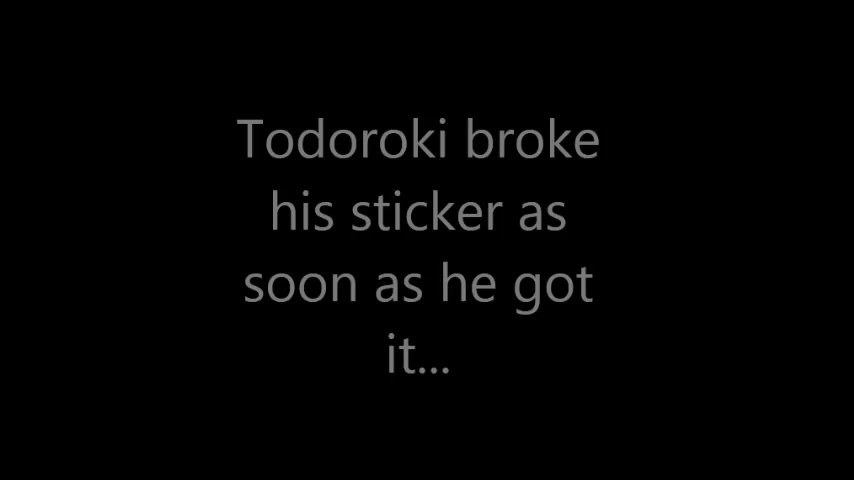 Todoroki broke
his sticker as
soon as he got
it...